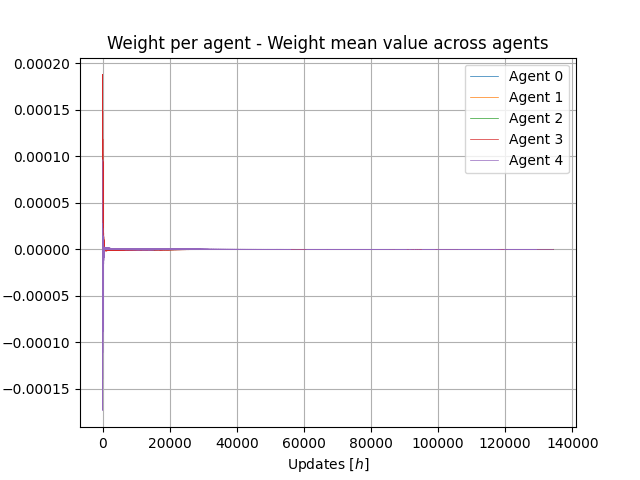 Weight per agent - Weight mean value across agents
0.00020
0.00015
0.00010
0.00005
0.00000
−0.00005
−0.00010
−0.00015
Agent 0
Agent 1
Agent 2
Agent 3
Agent 4
0 20000 40000 60000 80000 100000 120000 140000
Updates [h]